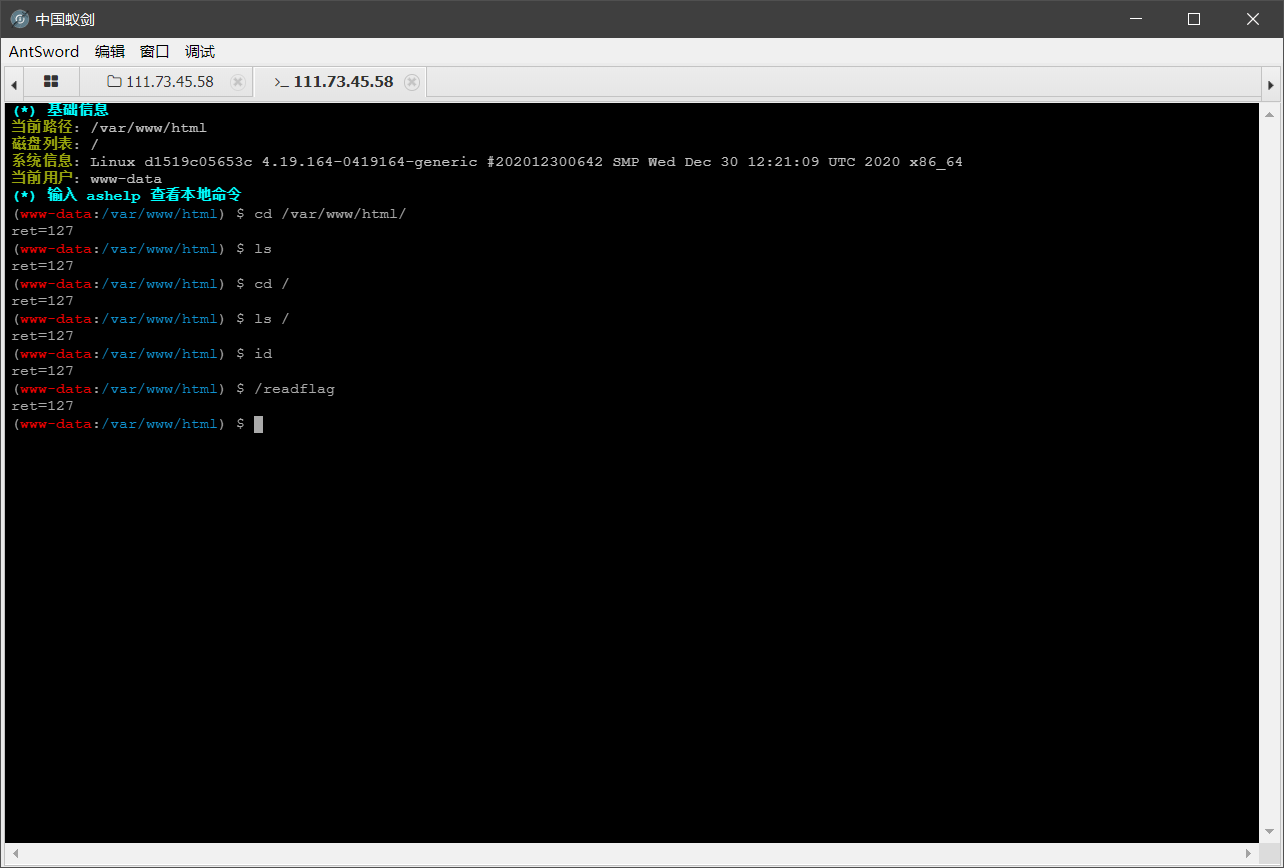 中国蚁剑
AntSword 编辑 窗口 调试
111.73.45.58 >_ 111.73.45.58
(*) 基础信息
当前路径: /var/www/html
磁盘列表: /
系统信息: Linux d1519c05653c 4.19.164-0419164-generic #202012300642 SMP Wed Dec 30 12:21:09 UTC 2020 x86_64
当前用户: www-data
(*) 输入 ashelp 查看本地命令
(www-data:/var/www/html) $ cd /var/www/html/
ret=127
(www-data:/var/www/html) $ ls
ret=127
(www-data:/var/www/html) $ cd /
ret=127
(www-data:/var/www/html) $ ls /
ret=127
(www-data:/var/www/html) $ id
ret=127
(www-data:/var/www/html) $ /readflag
ret=127
(www-data:/var/www/html) $